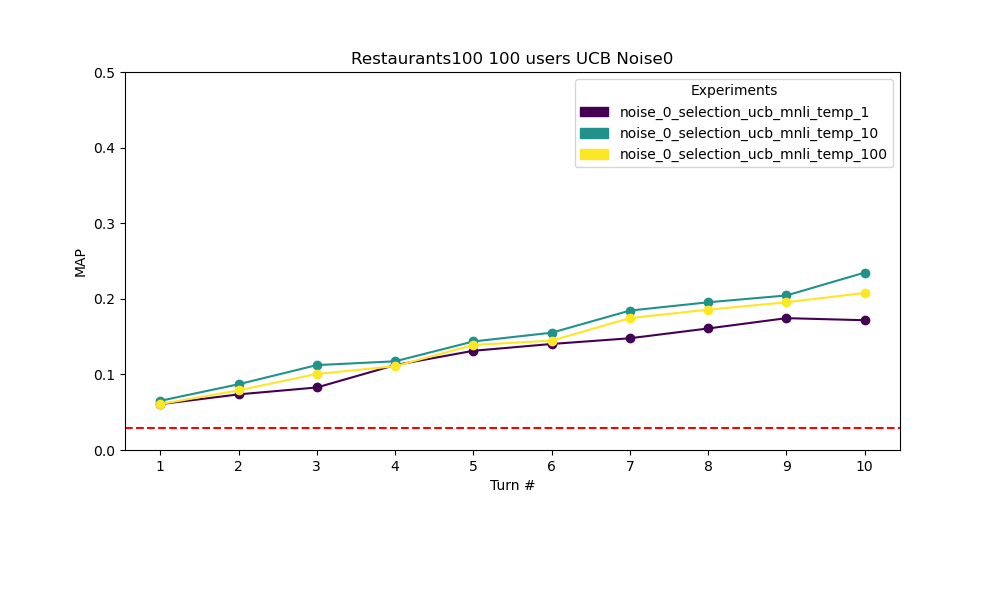 Restaurants100 100 users UCB Noise0
0.5
0.4
0.3
0.2
0.1
0.0
MAP
Experiments
noise_0_selection_ucb_mnli_temp_1
noise_0_selection_ucb_mnli_temp_10
noise_0_selection_ucb_mnli_temp_100
1 2 3 4 5 6 7 8 9 10
Turn #